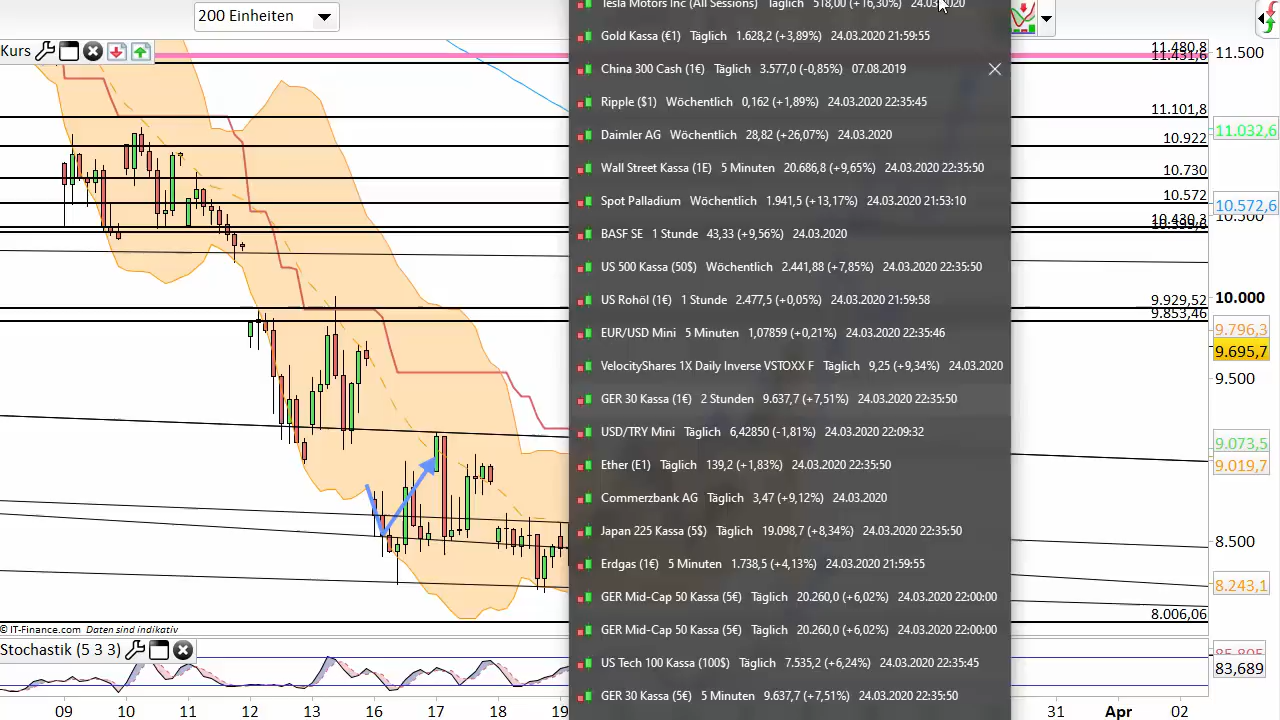 200 Einheiten
Kurs
Tesla Motors Inc (All Sessions) Täglich 518,00 (+16,30%) 24.03.2020
Gold Kassa (€1) Täglich 1.628,2 (+3,89%) 24.03.2020 21:59:55
China 300 Cash (1€) Täglich 3.577,0 (-0,85%) 07.08.2019
Ripple ($1) Wöchentlich 0,162 (+1,89%) 24.03.2020 22:35:45
Daimler AG Wöchentlich 28,82 (+26,07%) 24.03.2020
Wall Street Kassa (1E) 5 Minuten 20.686,8 (+9,65%) 24.03.2020 22:35:50
Spot Palladium Wöchentlich 1.941,5 (+13,17%) 24.03.2020 21:53:10
BASF SE 1 Stunde 43,33 (+9,56%) 24.03.2020
US 500 Kassa (50$) Wöchentlich 2.441,88 (+7,85%) 24.03.2020 22:35:50
US Rohöl (1€) 1 Stunde 2.477,5 (+0,05%) 24.03.2020 21:59:58
EUR/USD Mini 5 Minuten 1,07859 (+0,21%) 24.03.2020 22:35:46
VelocityShares 1X Daily Inverse VSTOXX F Täglich 9,25 (+9,34%) 24.03.2020
GER 30 Kassa (1€) 2 Stunden 9.637,7 (+7,51%) 24.03.2020 22:35:50
USD/TRY Mini Täglich 6,42850 (-1,81%) 24.03.2020 22:09:32
Ether (E1) Täglich 139,2 (+1,83%) 24.03.2020 22:35:50
Commerzbank AG Täglich 3,47 (+9,12%) 24.03.2020
Japan 225 Kassa (5$) Täglich 19.098,7 (+8,34%) 24.03.2020 22:35:50
Erdgas (1€) 5 Minuten 1.738,5 (+4,13%) 24.03.2020 21:59:55
GER Mid-Cap 50 Kassa (5€) Täglich 20.260,0 (+6,02%) 24.03.2020 22:00:00
GER Mid-Cap 50 Kassa (5€) Täglich 20.260,0 (+6,02%) 24.03.2020 22:00:00
US Tech 100 Kassa (100$) Täglich 7.535,2 (+6,24%) 24.03.2020 22:35:45
GER 30 Kassa (5€) 5 Minuten 9.637,7 (+7,51%) 24.03.2020 22:35:50
11.480,8
11.431,6
11.101,8
10.922
10.730
10.572
10.430,3
9.929,52
9.853,46
8.006,06
11.500
11.032,6
10.572,6
10.500
10.000
9.796,3
9.695,7
9.500
9.073,5
9.019,7
8.500
8.243,1
83,689
© IT-Finance.com Daten sind indikativ
Stochastik (5 3 3)
09 10 11 12 13 16 17 18 19 31 Apr 02